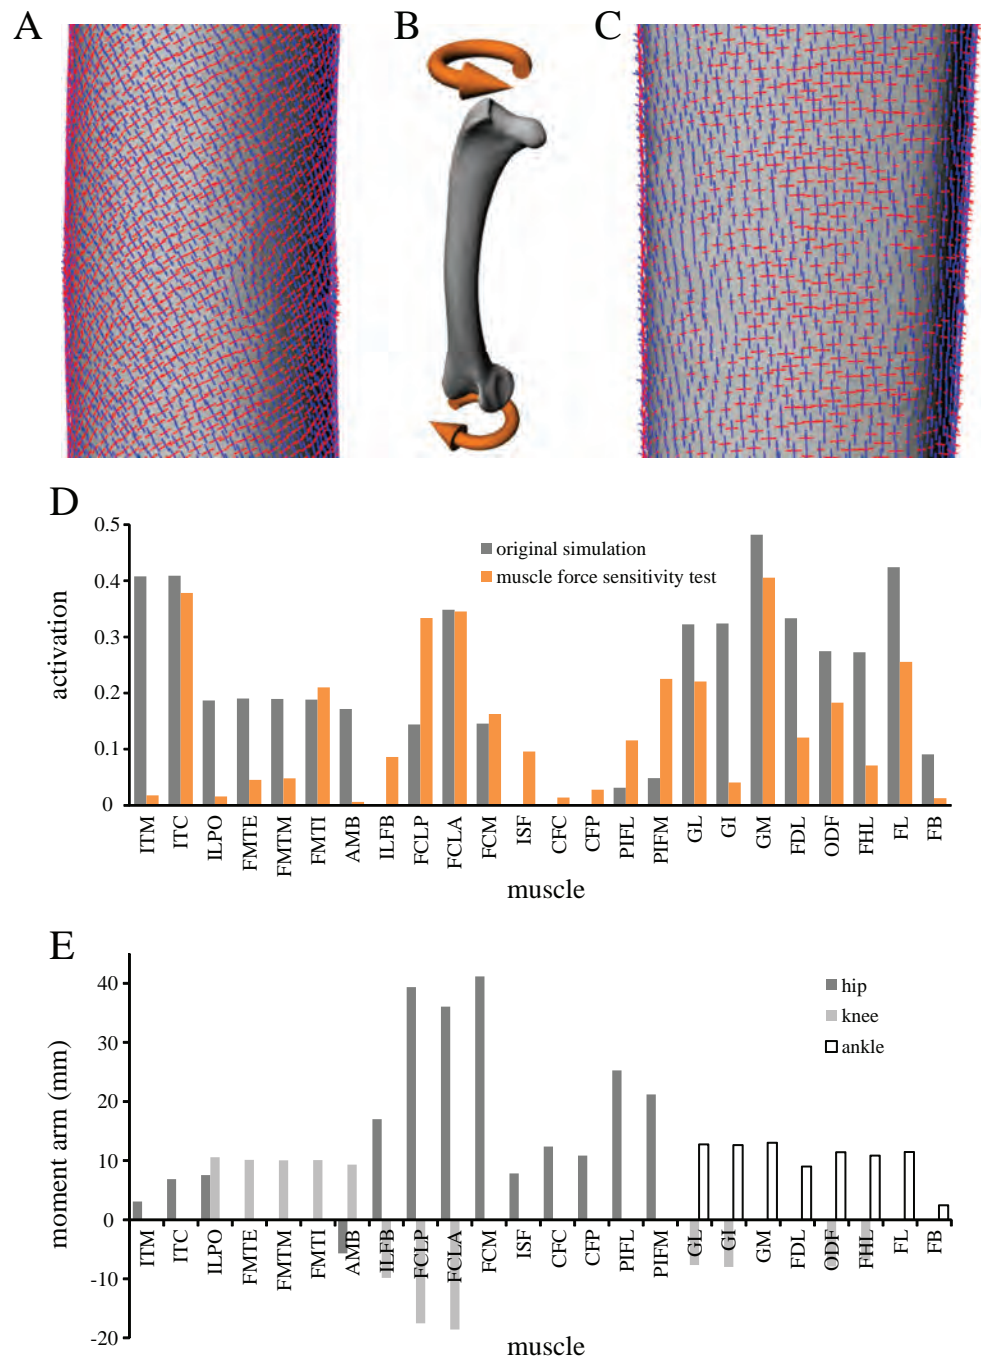 A B C
D
0.5
0.4
0.3
0.2
0.1
0
activation
original simulation
muscle force sensitivity test
ITM ITC ILPO FMTE FMTM FMTI AMB ILFB FCLP FCLA FCM ISF CFC CFP PIFL PIFM GL GI GM FDL ODF FHL FL FB
muscle
E
40
30
20
10
0
-10
-20
moment arm (mm)
hip
knee
ankle
ITM ITC ILPO FMTE FMTM FMTI AMB ILFB FCLP FCLA FCM ISF CFC CFP PIFL PIFM GL GI GM FDL ODF FHL FL FB
muscle